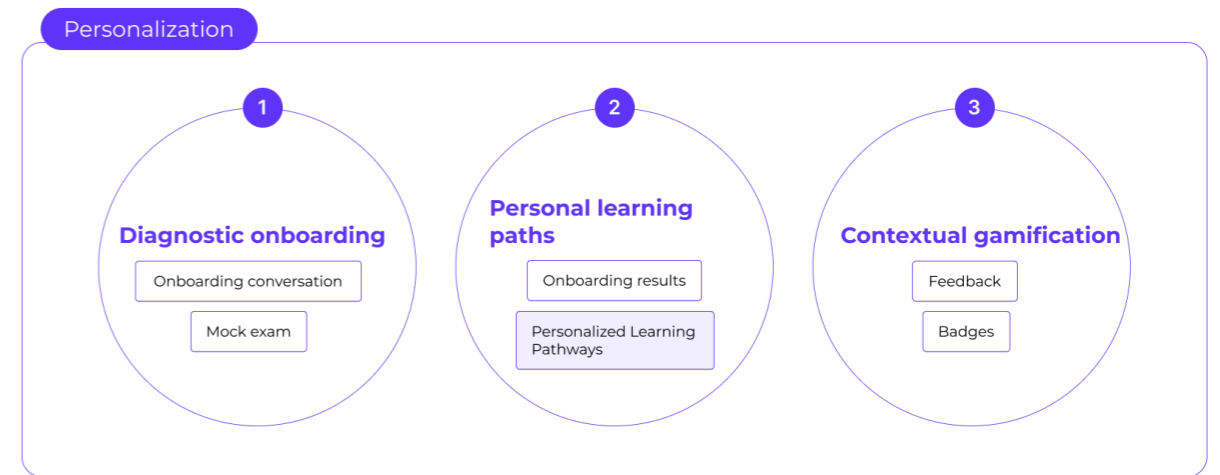 Personalization
1
Diagnostic onboarding
Onboarding conversation
Mock exam
2
Personal learning
paths
Onboarding results
Personalized Learning
Pathways
3
Contextual gamification
Feedback
Badges